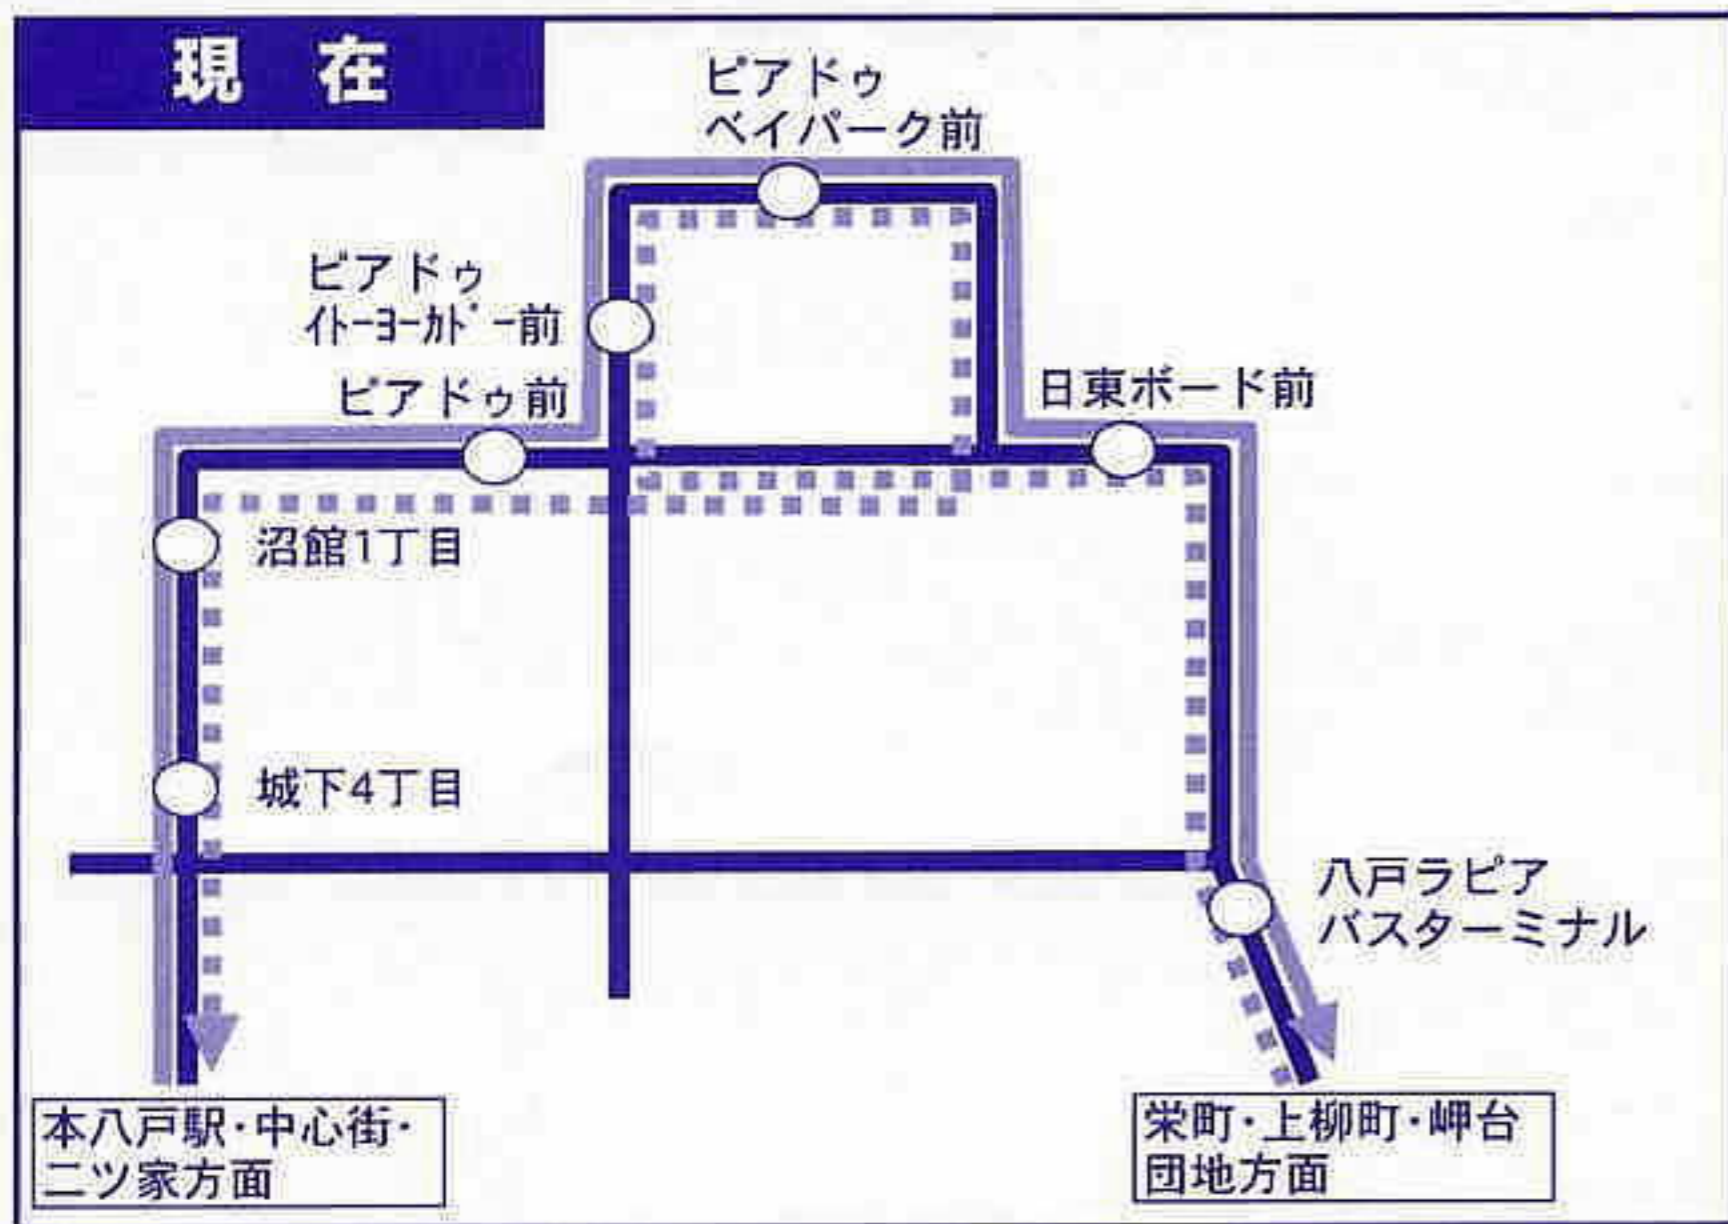 現 在
ピアドゥ
ベイパーク前
ピアドゥ
ｲﾄｰﾖｰｶﾄﾞｰ前
ピアドゥ前
日東ボード前
沼館1丁目
城下4丁目
八戸ラピア
バスターミナル
本八戸駅・中心街・
二ツ家方面
栄町・上柳町・岬台
団地方面